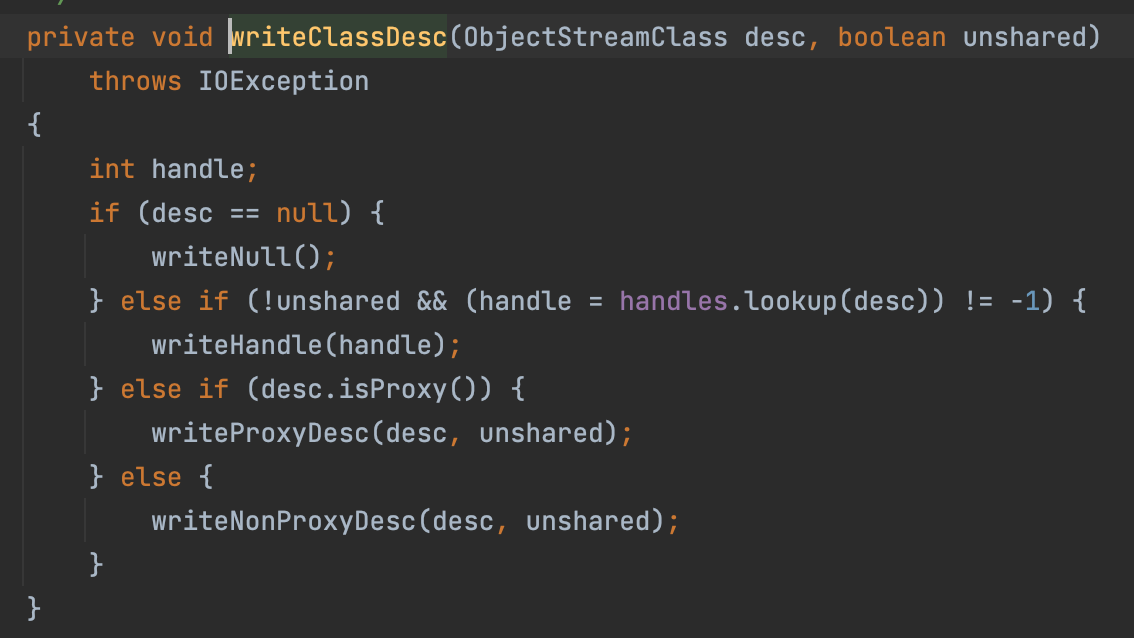 private void writeClassDesc(ObjectStreamClass desc, boolean unshared)
    throws IOException
{
    int handle;
    if (desc == null) {
        writeNull();
    } else if (!unshared && (handle = handles.lookup(desc)) != -1) {
        writeHandle(handle);
    } else if (desc.isProxy()) {
        writeProxyDesc(desc, unshared);
    } else {
        writeNonProxyDesc(desc, unshared);
    }
}